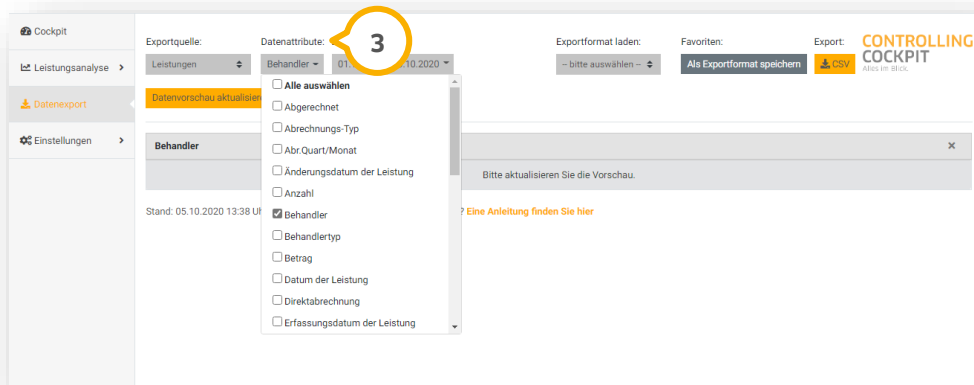 Cockpit
Leistungsanalyse
Datenexport
Einstellungen
Exportquelle:
Datenattribute:
3
Exportformat laden:
Favoriten:
Export:
CONTROLLING
COCKPIT
Alles im Blick.
Leistungen
Behandler
01.
.10.2020
-- bitte auswählen --
Als Exportformat speichern
CSV
Datenvorschau aktualisieren
Alle auswählen
Abgerechnet
Abrechnungs-Typ
Abr.Quart/Monat
Änderungsdatum der Leistung
Anzahl
Behandler
Behandlertyp
Betrag
Datum der Leistung
Direktabrechnung
Erfassungsdatum der Leistung
Behandler
×
Bitte aktualisieren Sie die Vorschau.
Stand: 05.10.2020 13:38 Uh
? Eine Anleitung finden Sie hier